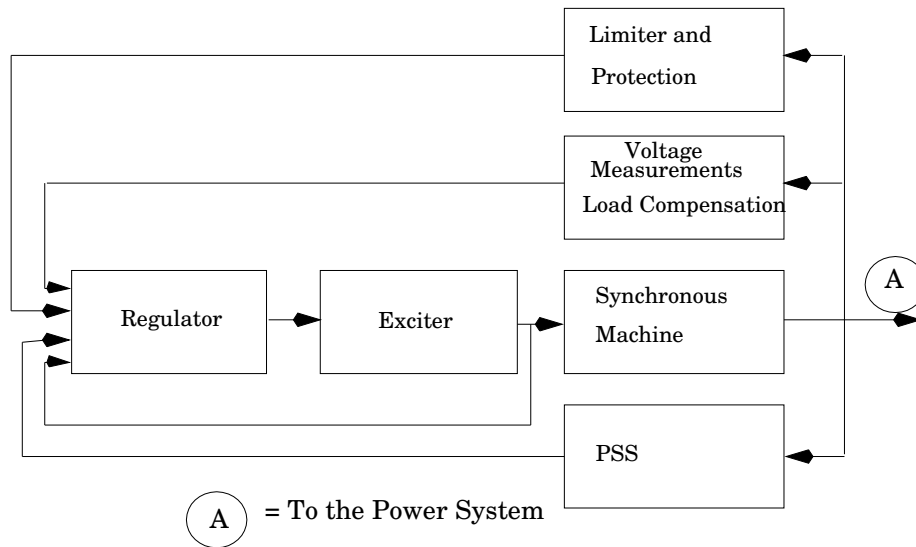 Limiter and
Protection
Voltage
Measurements
Load Compensation
Regulator
Exciter
Synchronous
Machine
A
PSS
A = To the Power System